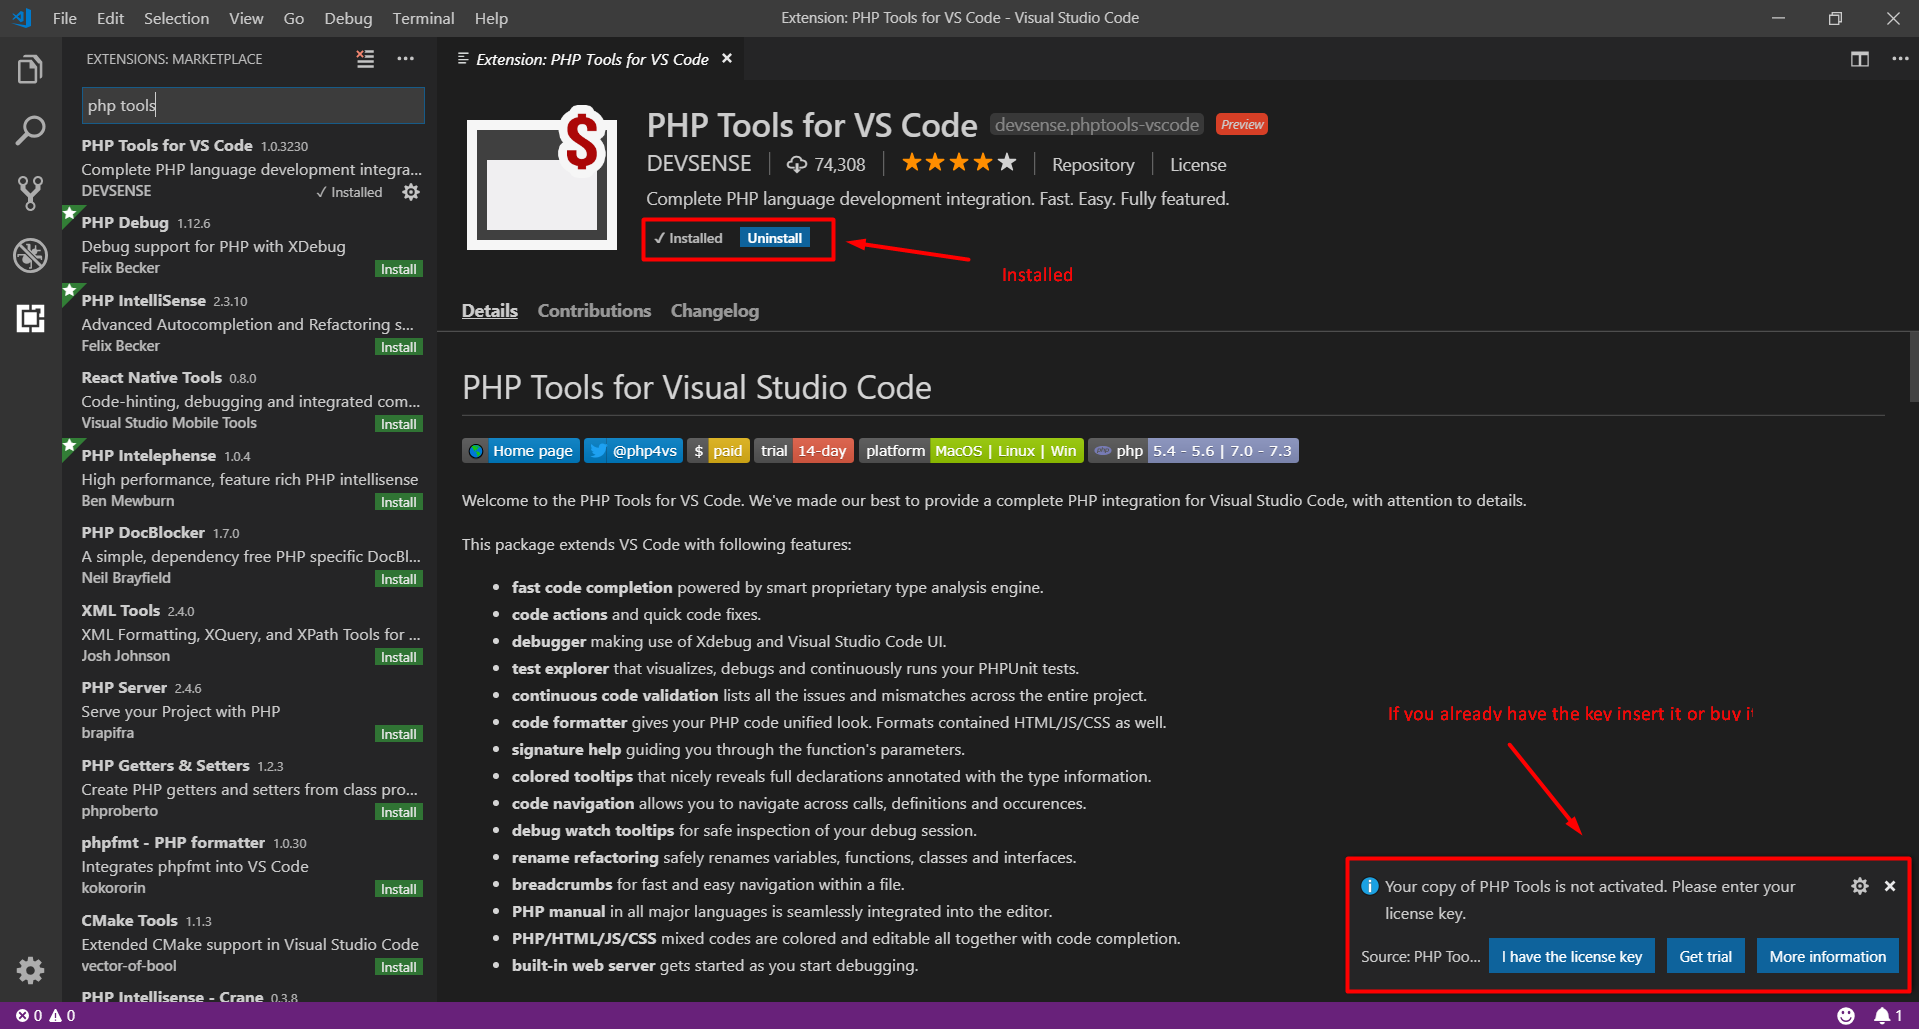 File Edit Selection View Go Debug Terminal Help
Extension: PHP Tools for VS Code - Visual Studio Code
EXTENSIONS: MARKETPLACE
php tools
PHP Tools for VS Code 1.0.3230
Complete PHP language development integra...
DEVSENSE ✓ Installed
PHP Debug 1.12.6
Debug support for PHP with XDebug
Felix Becker Install
PHP IntelliSense 2.3.10
Advanced Autocompletion and Refactoring s...
Felix Becker Install
React Native Tools 0.8.0
Code-hinting, debugging and integrated com...
Visual Studio Mobile Tools Install
PHP Intelephense 1.0.4
High performance, feature rich PHP intellisense
Ben Mewburn Install
PHP DocBlocker 1.7.0
A simple, dependency free PHP specific DocBl...
Neil Brayfield Install
XML Tools 2.4.0
XML Formatting, XQuery, and XPath Tools for ...
Josh Johnson Install
PHP Server 2.4.6
Serve your Project with PHP
brapifra Install
PHP Getters & Setters 1.2.3
Create PHP getters and setters from class pro...
phproberto Install
phpfmt - PHP formatter 1.0.30
Integrates phpfmt into VS Code
kokororin Install
CMake Tools 1.1.3
Extended CMake support in Visual Studio Code
vector-of-bool Install
PHP Intellisense - Crane 0.3.8
Extension: PHP Tools for VS Code
$
PHP Tools for VS Code devsense.phptools-vscode Preview
DEVSENSE 74,308 Repository License
Complete PHP language development integration. Fast. Easy. Fully featured.
✓ Installed Uninstall
Installed
Details Contributions Changelog
PHP Tools for Visual Studio Code
Home page @php4vs $ paid trial 14-day platform MacOS | Linux | Win php php 5.4 - 5.6 | 7.0 - 7.3
Welcome to the PHP Tools for VS Code. We've made our best to provide a complete PHP integration for Visual Studio Code, with attention to details.
This package extends VS Code with following features:
• fast code completion powered by smart proprietary type analysis engine.
• code actions and quick code fixes.
• debugger making use of Xdebug and Visual Studio Code UI.
• test explorer that visualizes, debugs and continuously runs your PHPUnit tests.
• continuous code validation lists all the issues and mismatches across the entire project.
• code formatter gives your PHP code unified look. Formats contained HTML/JS/CSS as well.
• signature help guiding you through the function's parameters.
• colored tooltips that nicely reveals full declarations annotated with the type information.
• code navigation allows you to navigate across calls, definitions and occurences.
• debug watch tooltips for safe inspection of your debug session.
• rename refactoring safely renames variables, functions, classes and interfaces.
• breadcrumbs for fast and easy navigation within a file.
• PHP manual in all major languages is seamlessly integrated into the editor.
• PHP/HTML/JS/CSS mixed codes are colored and editable all together with code completion.
• built-in web server gets started as you start debugging.
If you already have the key insert it or buy it
Your copy of PHP Tools is not activated. Please enter your
license key.
Source: PHP Too... I have the license key Get trial More information
0 0 1